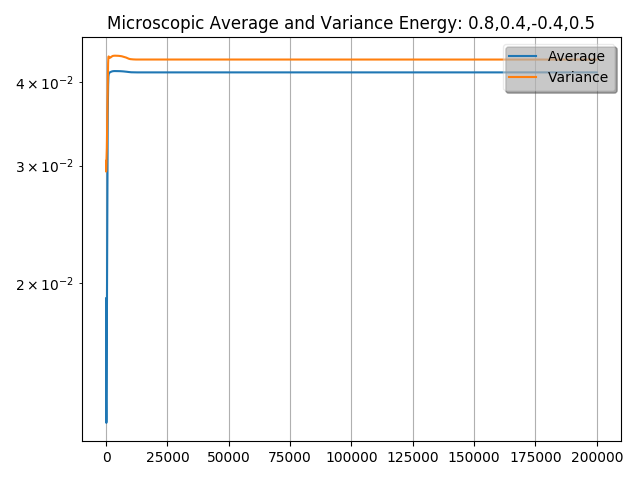 Microscopic Average and Variance Energy: 0.8,0.4,-0.4,0.5
Average
Variance
4 × 10⁻²
3 × 10⁻²
2 × 10⁻²
0 25000 50000 75000 100000 125000 150000 175000 200000